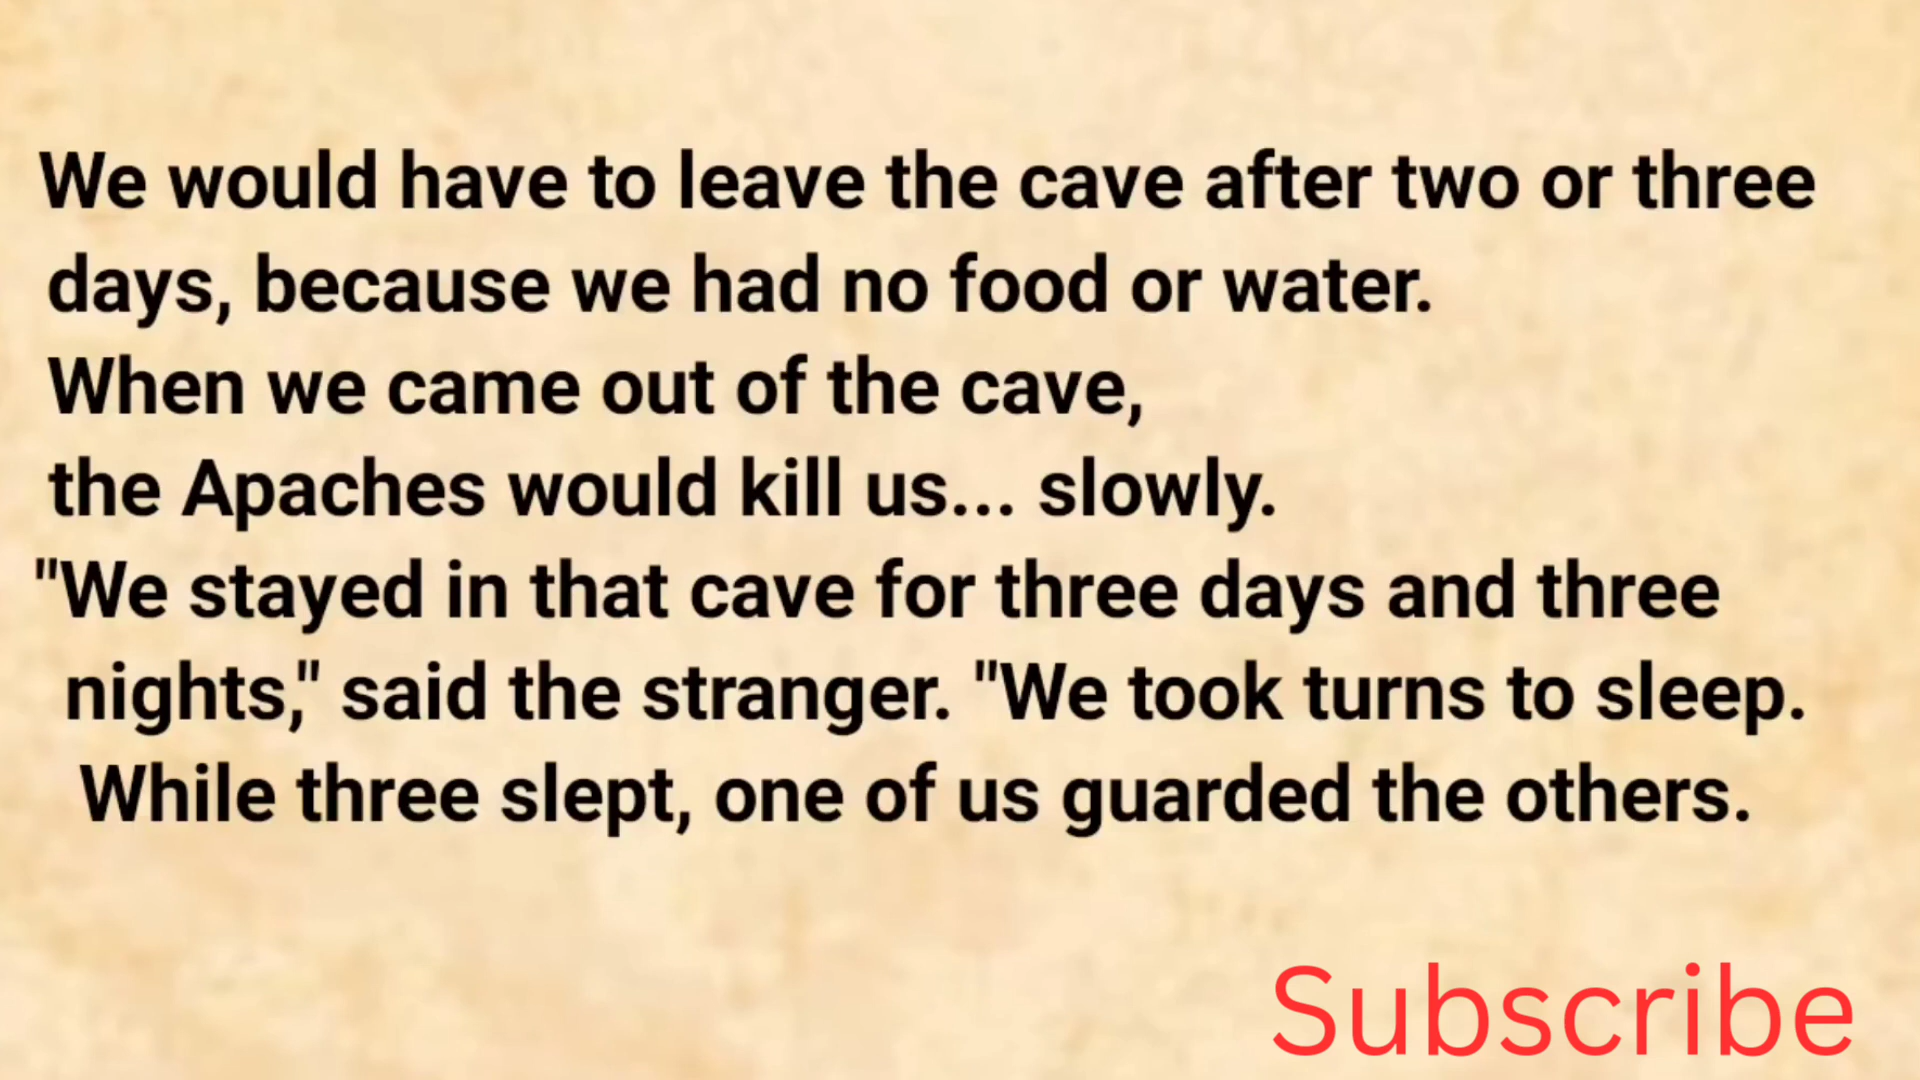 We would have to leave the cave after two or three
days, because we had no food or water.
When we came out of the cave,
the Apaches would kill us... slowly.
"We stayed in that cave for three days and three
nights," said the stranger. "We took turns to sleep.
While three slept, one of us guarded the others.
Subscribe